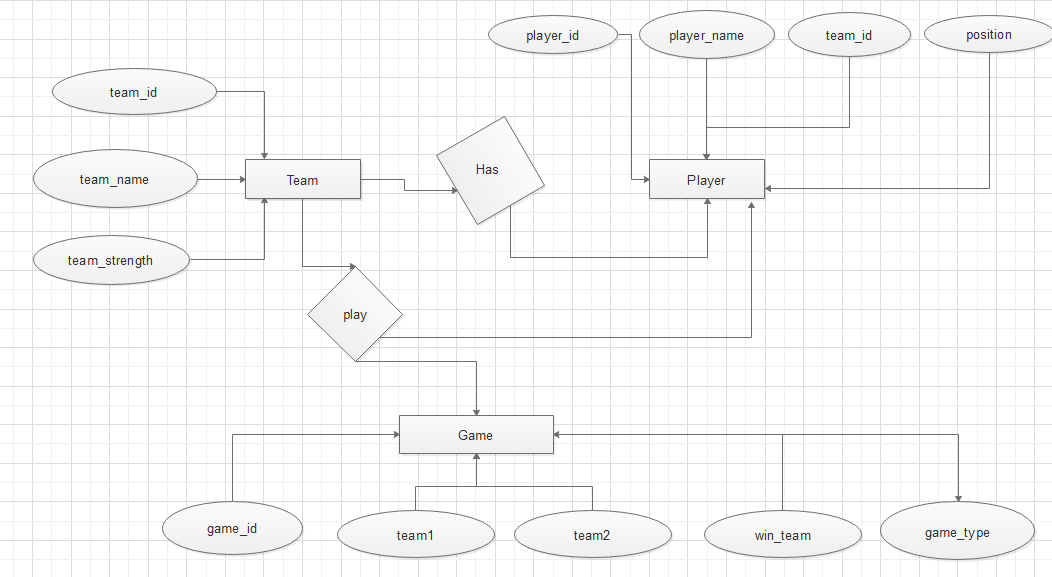 player_id
player_name
team_id
position
team_id
team_name
Team
Has
Player
team_strength
play
Game
game_id
team1
team2
win_team
game_type